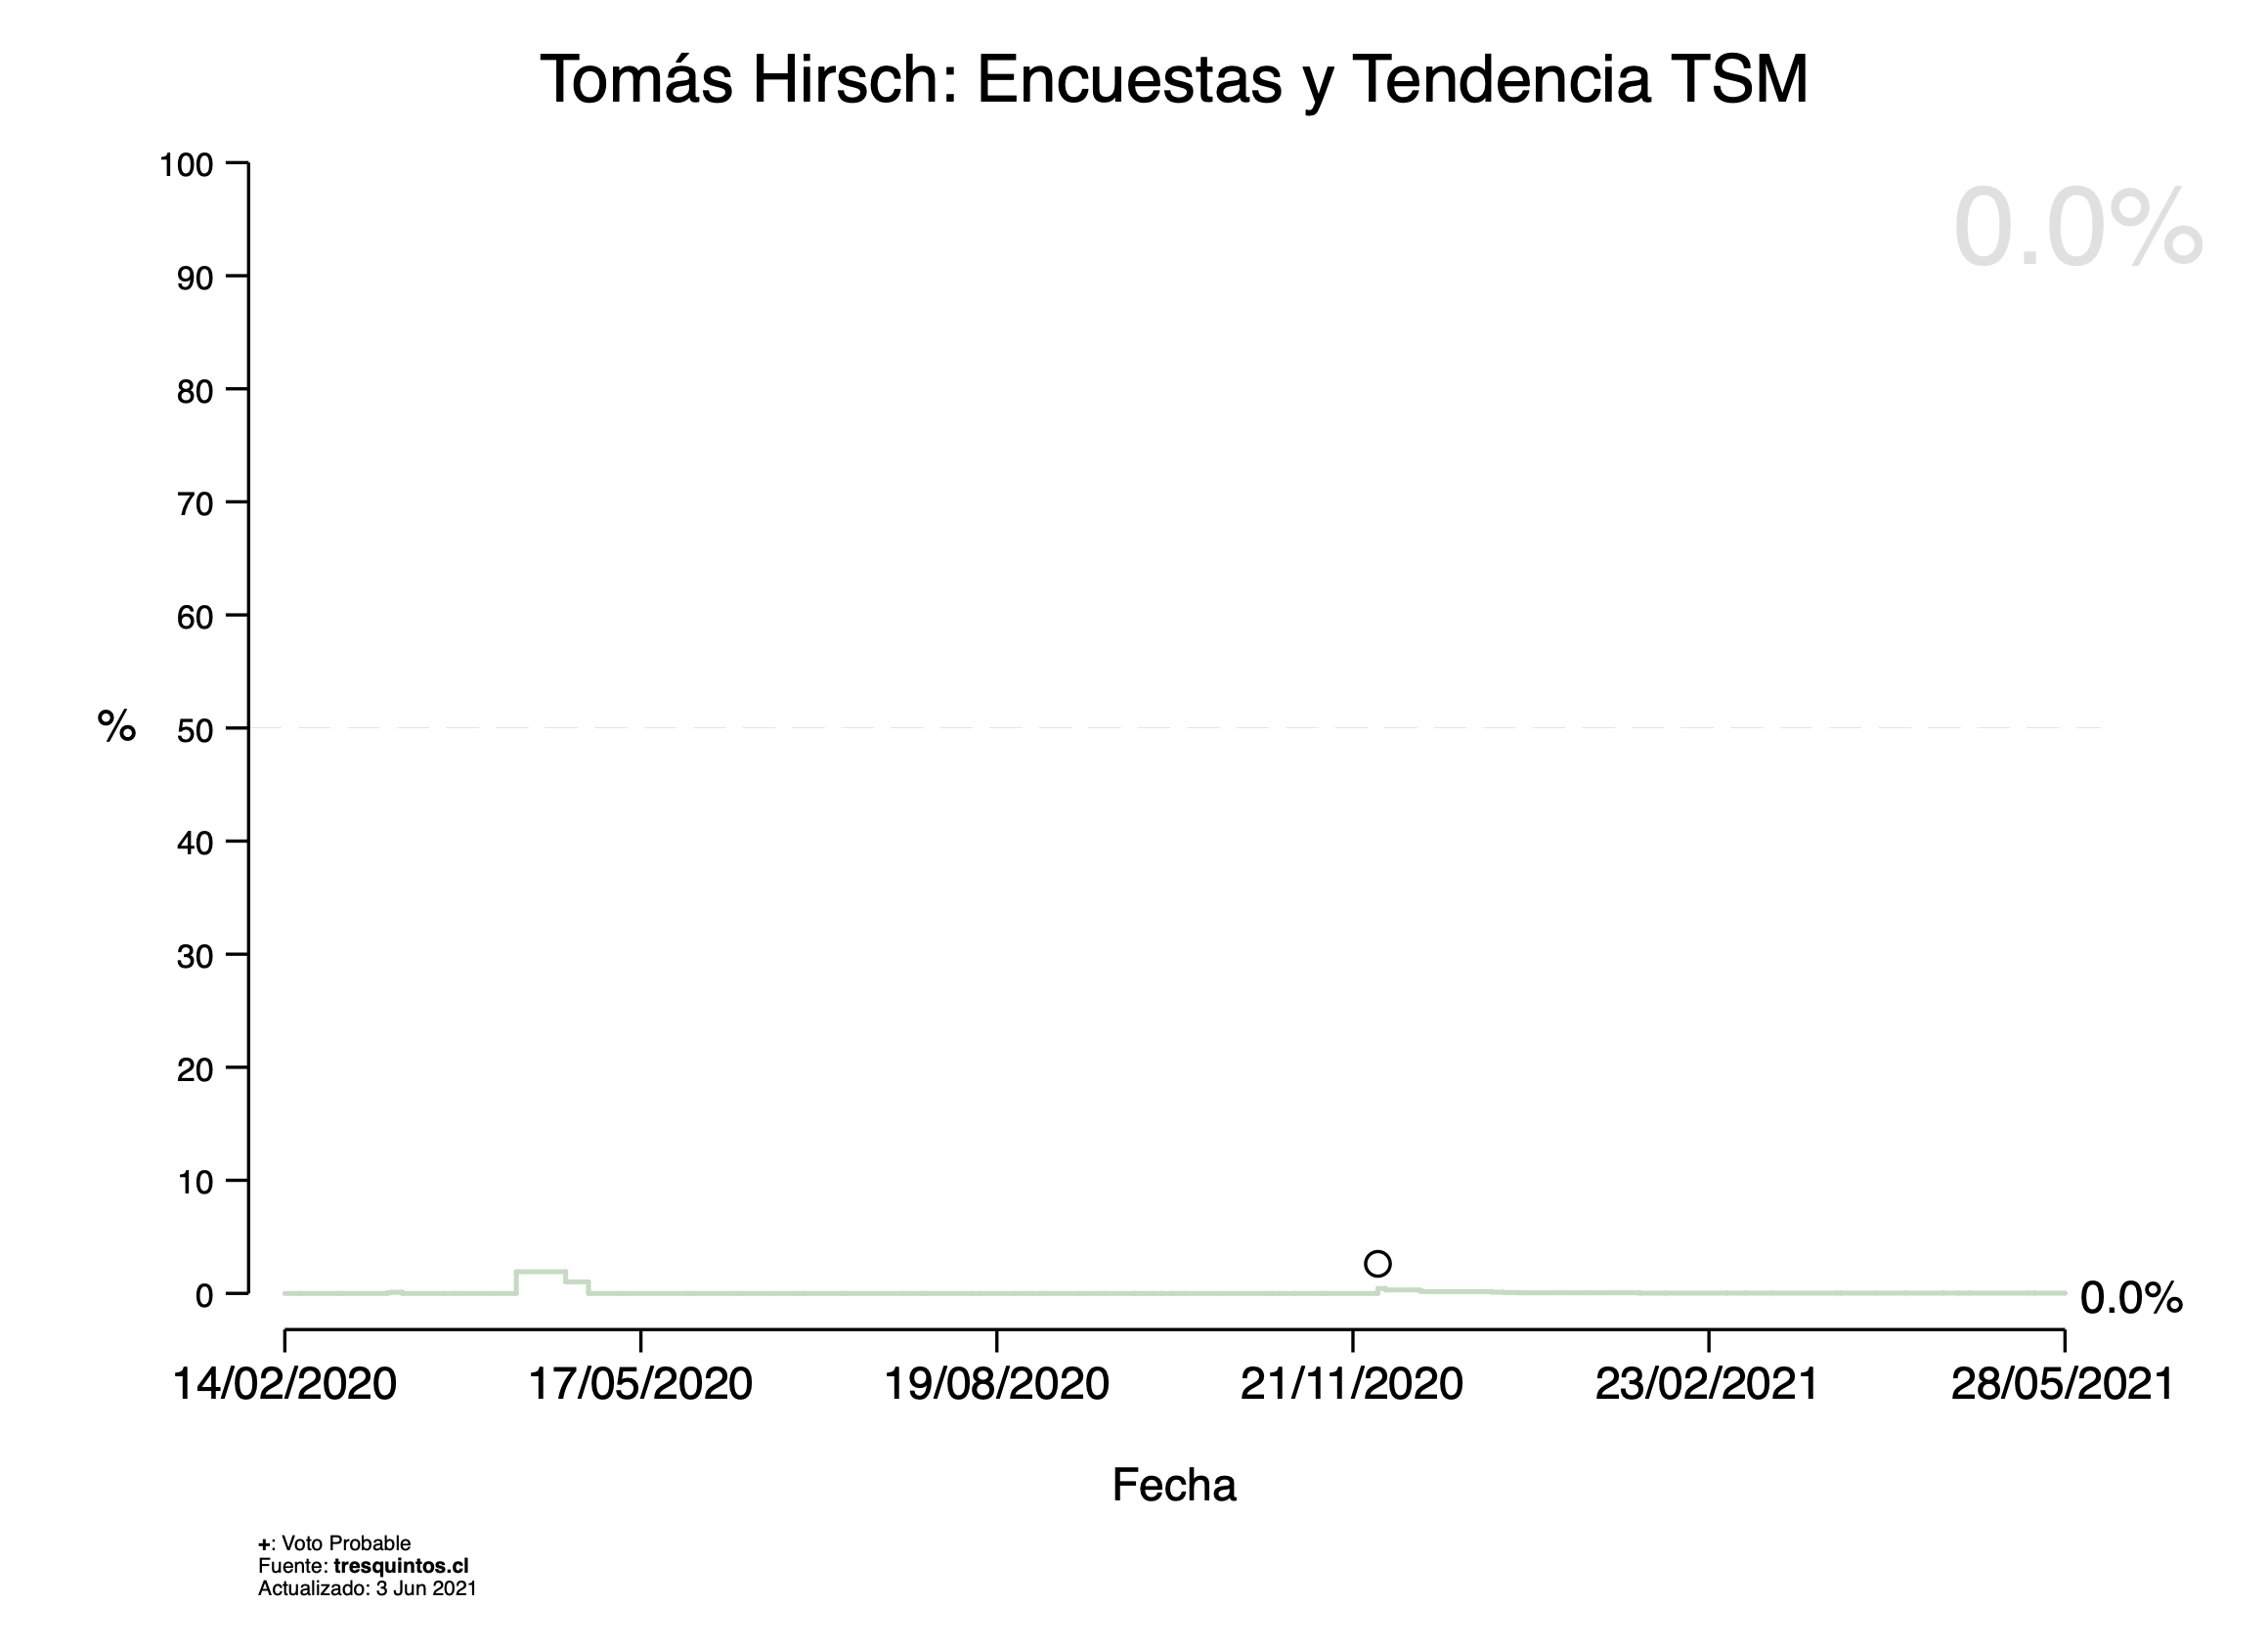 Tomás Hirsch: Encuestas y Tendencia TSM
0.0%
100
90
80
70
60
% 50
40
30
20
10
0
0.0%
14/02/2020 17/05/2020 19/08/2020 21/11/2020 23/02/2021 28/05/2021
Fecha
+: Voto Probable
Fuente: tresquintos.cl
Actualizado: 3 Jun 2021